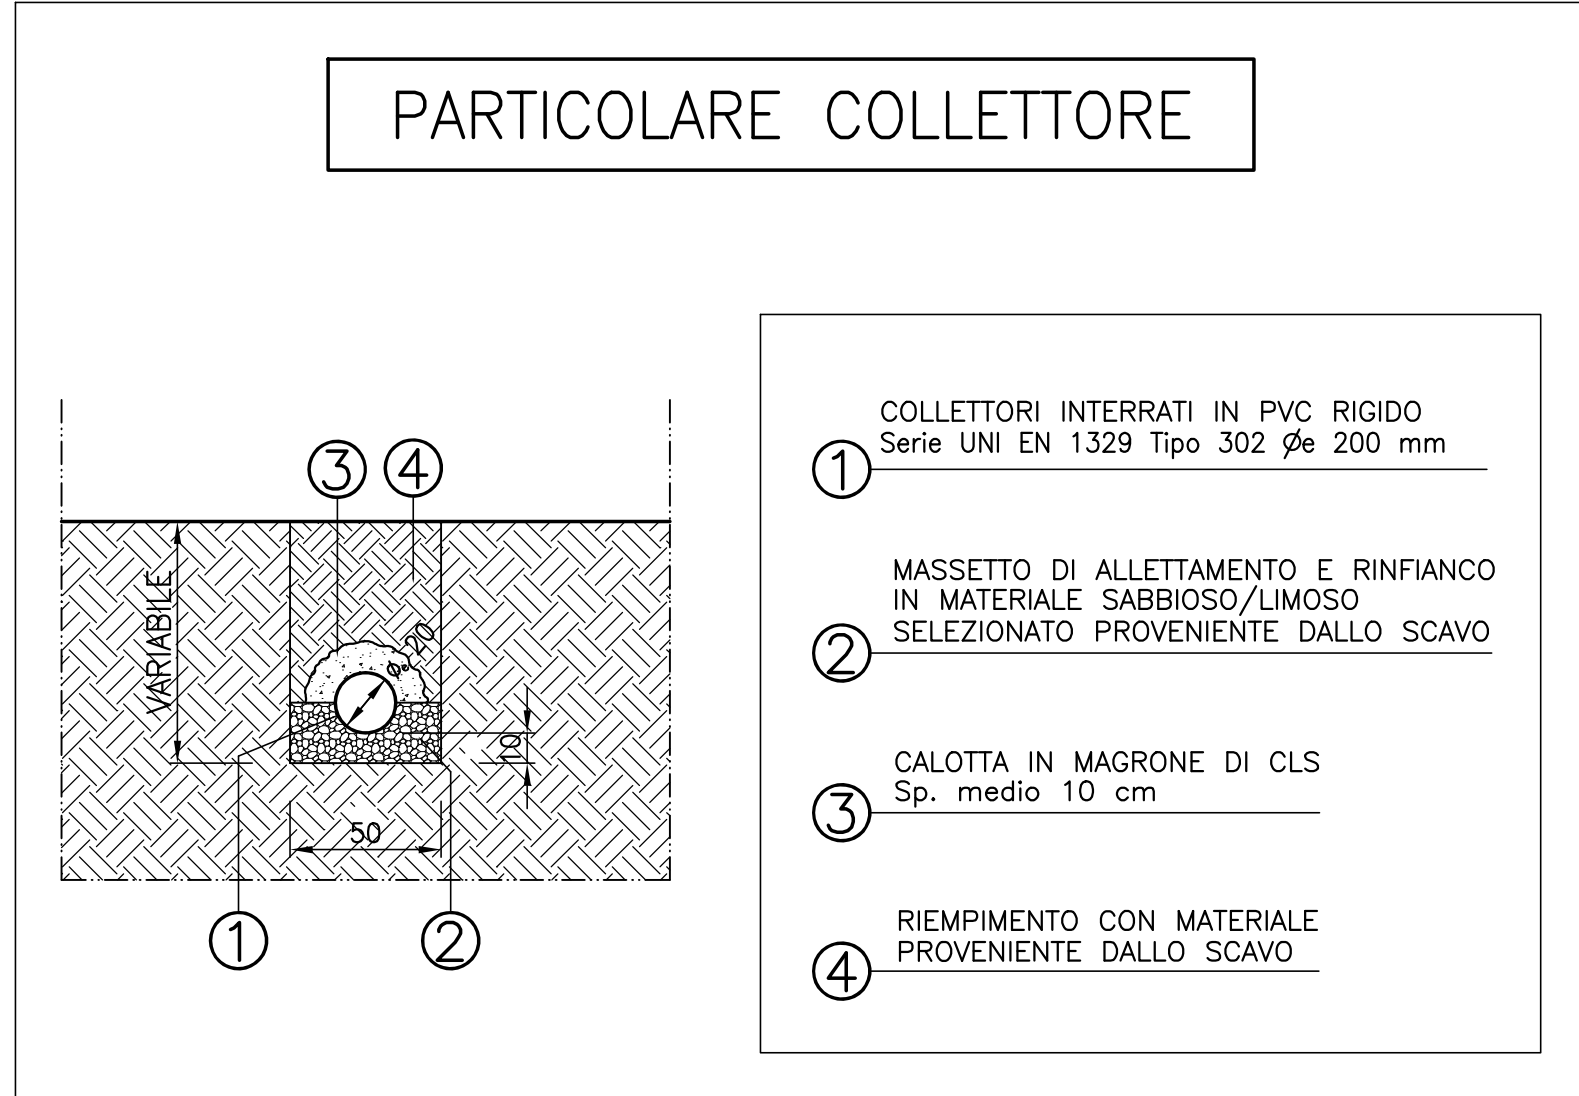 PARTICOLARE COLLETTORE
3
4
VARIABILE
Øe 20
10
50
1
2
COLLETTORI INTERRATI IN PVC RIGIDO
Serie UNI EN 1329 Tipo 302 Øe 200 mm
1
MASSETTO DI ALLETTAMENTO E RINFIANCO
IN MATERIALE SABBIOSO/LIMOSO
SELEZIONATO PROVENIENTE DALLO SCAVO
2
CALOTTA IN MAGRONE DI CLS
Sp. medio 10 cm
3
RIEMPIMENTO CON MATERIALE
PROVENIENTE DALLO SCAVO
4